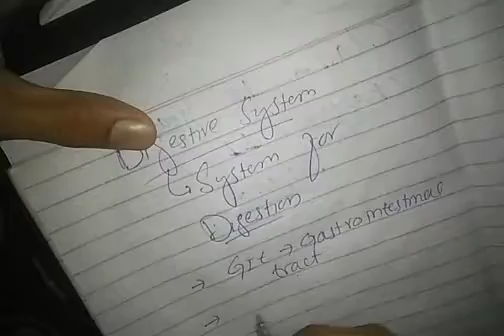 Digestive System
↳ System for
Digestion
→ GIt → Gastrointestinal
tract
→